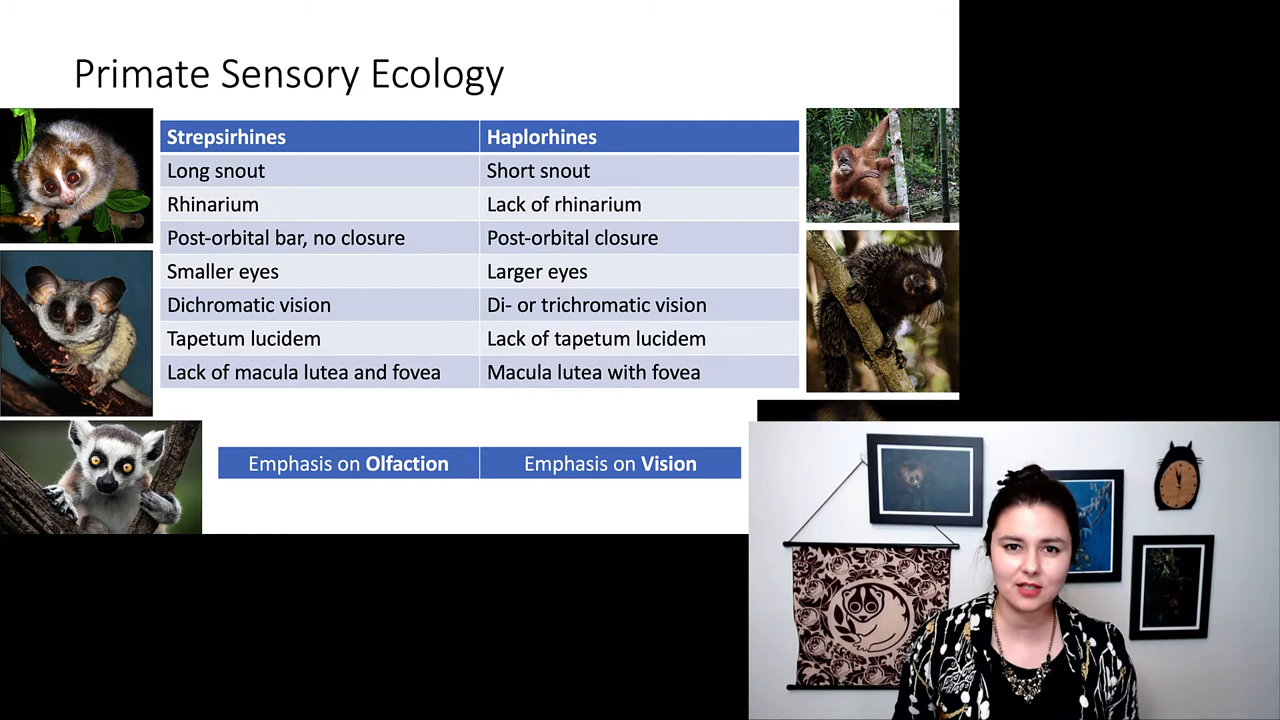 Primate Sensory Ecology
Strepsirhines Haplorhines
Long snout Short snout
Rhinarium Lack of rhinarium
Post-orbital bar, no closure Post-orbital closure
Smaller eyes Larger eyes
Dichromatic vision Di- or trichromatic vision
Tapetum lucidem Lack of tapetum lucidem
Lack of macula lutea and fovea Macula lutea with fovea
Emphasis on Olfaction Emphasis on Vision